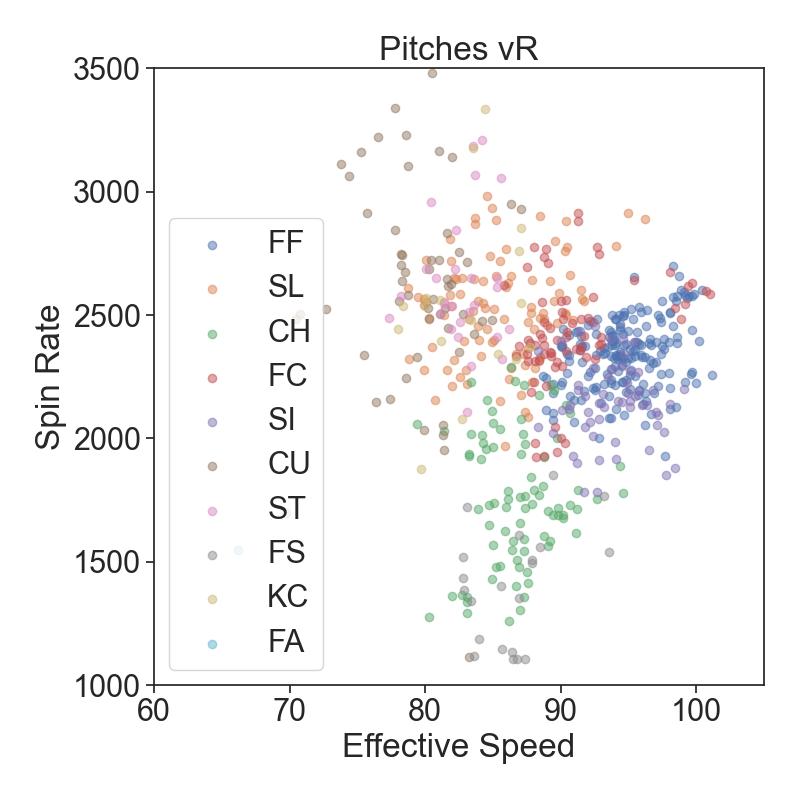 Pitches vR
3500
3000
2500
2000
1500
1000
Spin Rate
FF
SL
CH
FC
SI
CU
ST
FS
KC
FA
60 70 80 90 100
Effective Speed